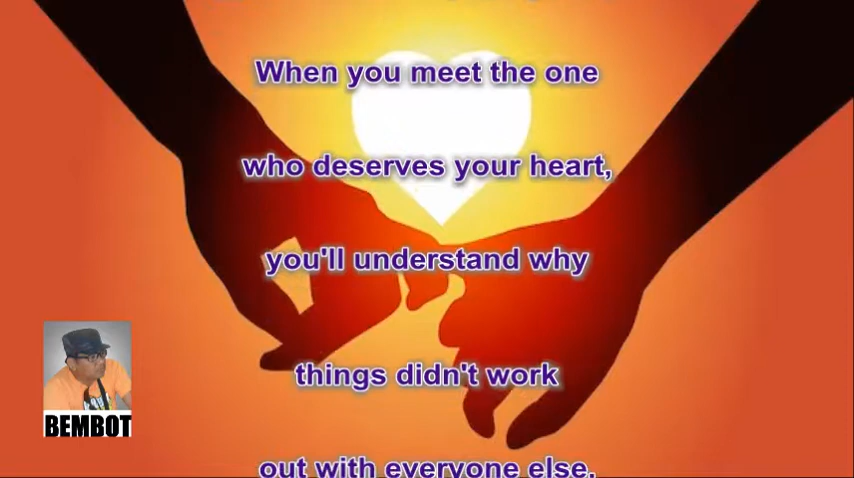 When you meet the one
who deserves your heart,
you'll understand why
things didn't work
BEMBOT
out with everyone else.